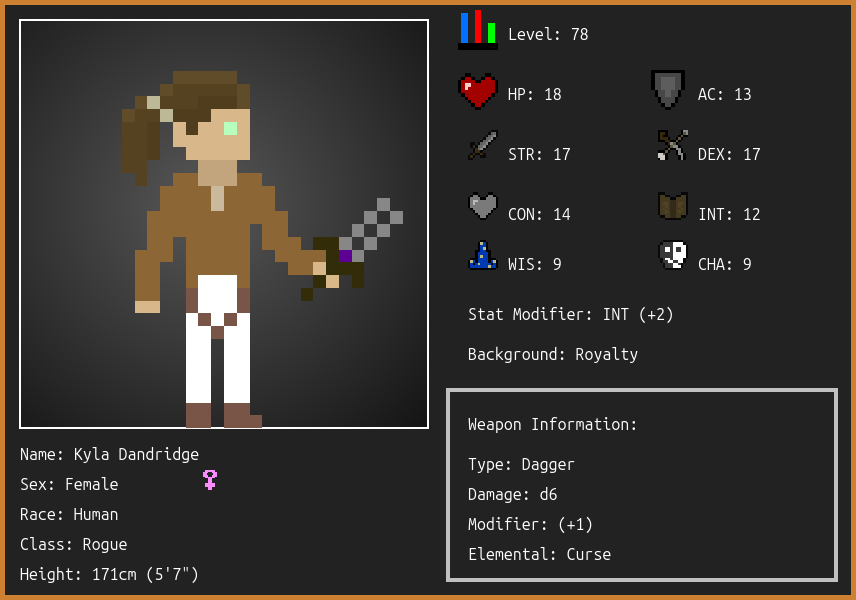 Level: 78
HP: 18
AC: 13
STR: 17
DEX: 17
CON: 14
INT: 12
WIS: 9
CHA: 9
Stat Modifier: INT (+2)
Background: Royalty
Weapon Information:
Type: Dagger
Damage: d6
Modifier: (+1)
Elemental: Curse
Name: Kyla Dandridge
Sex: Female
Race: Human
Class: Rogue
Height: 171cm (5'7")